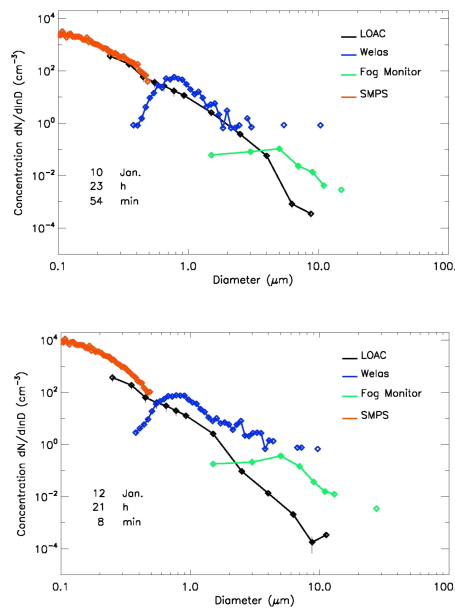 Concentration dN/dlnD (cm⁻³)
10⁴
10²
10⁰
10⁻²
10⁻⁴
LOAC
Welas
Fog Monitor
SMPS
10 Jan.
23 h
54 min
0.1 1.0 10.0 100.
Diameter (μm)
Concentration dN/dlnD (cm⁻³)
10⁴
10²
10⁰
10⁻²
10⁻⁴
LOAC
Welas
Fog Monitor
SMPS
12 Jan.
21 h
8 min
0.1 1.0 10.0 100.0
Diameter (μm)